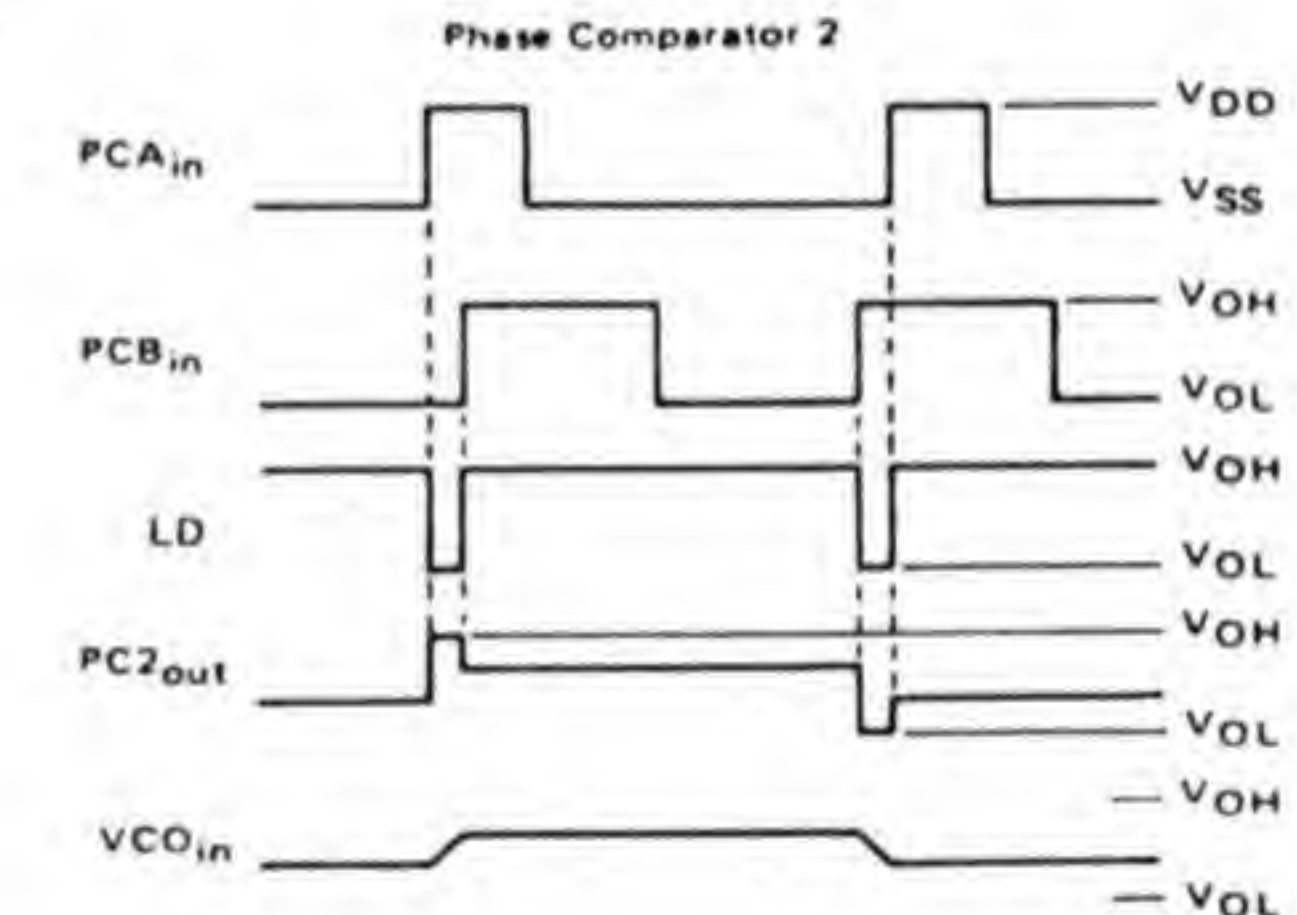 Phase Comparator 2
PCAin
VDD
VSS
PCBin
VOH
VOL
LD
VOH
VOL
PC2out
VOH
VOL
VCOin
VOH
VOL